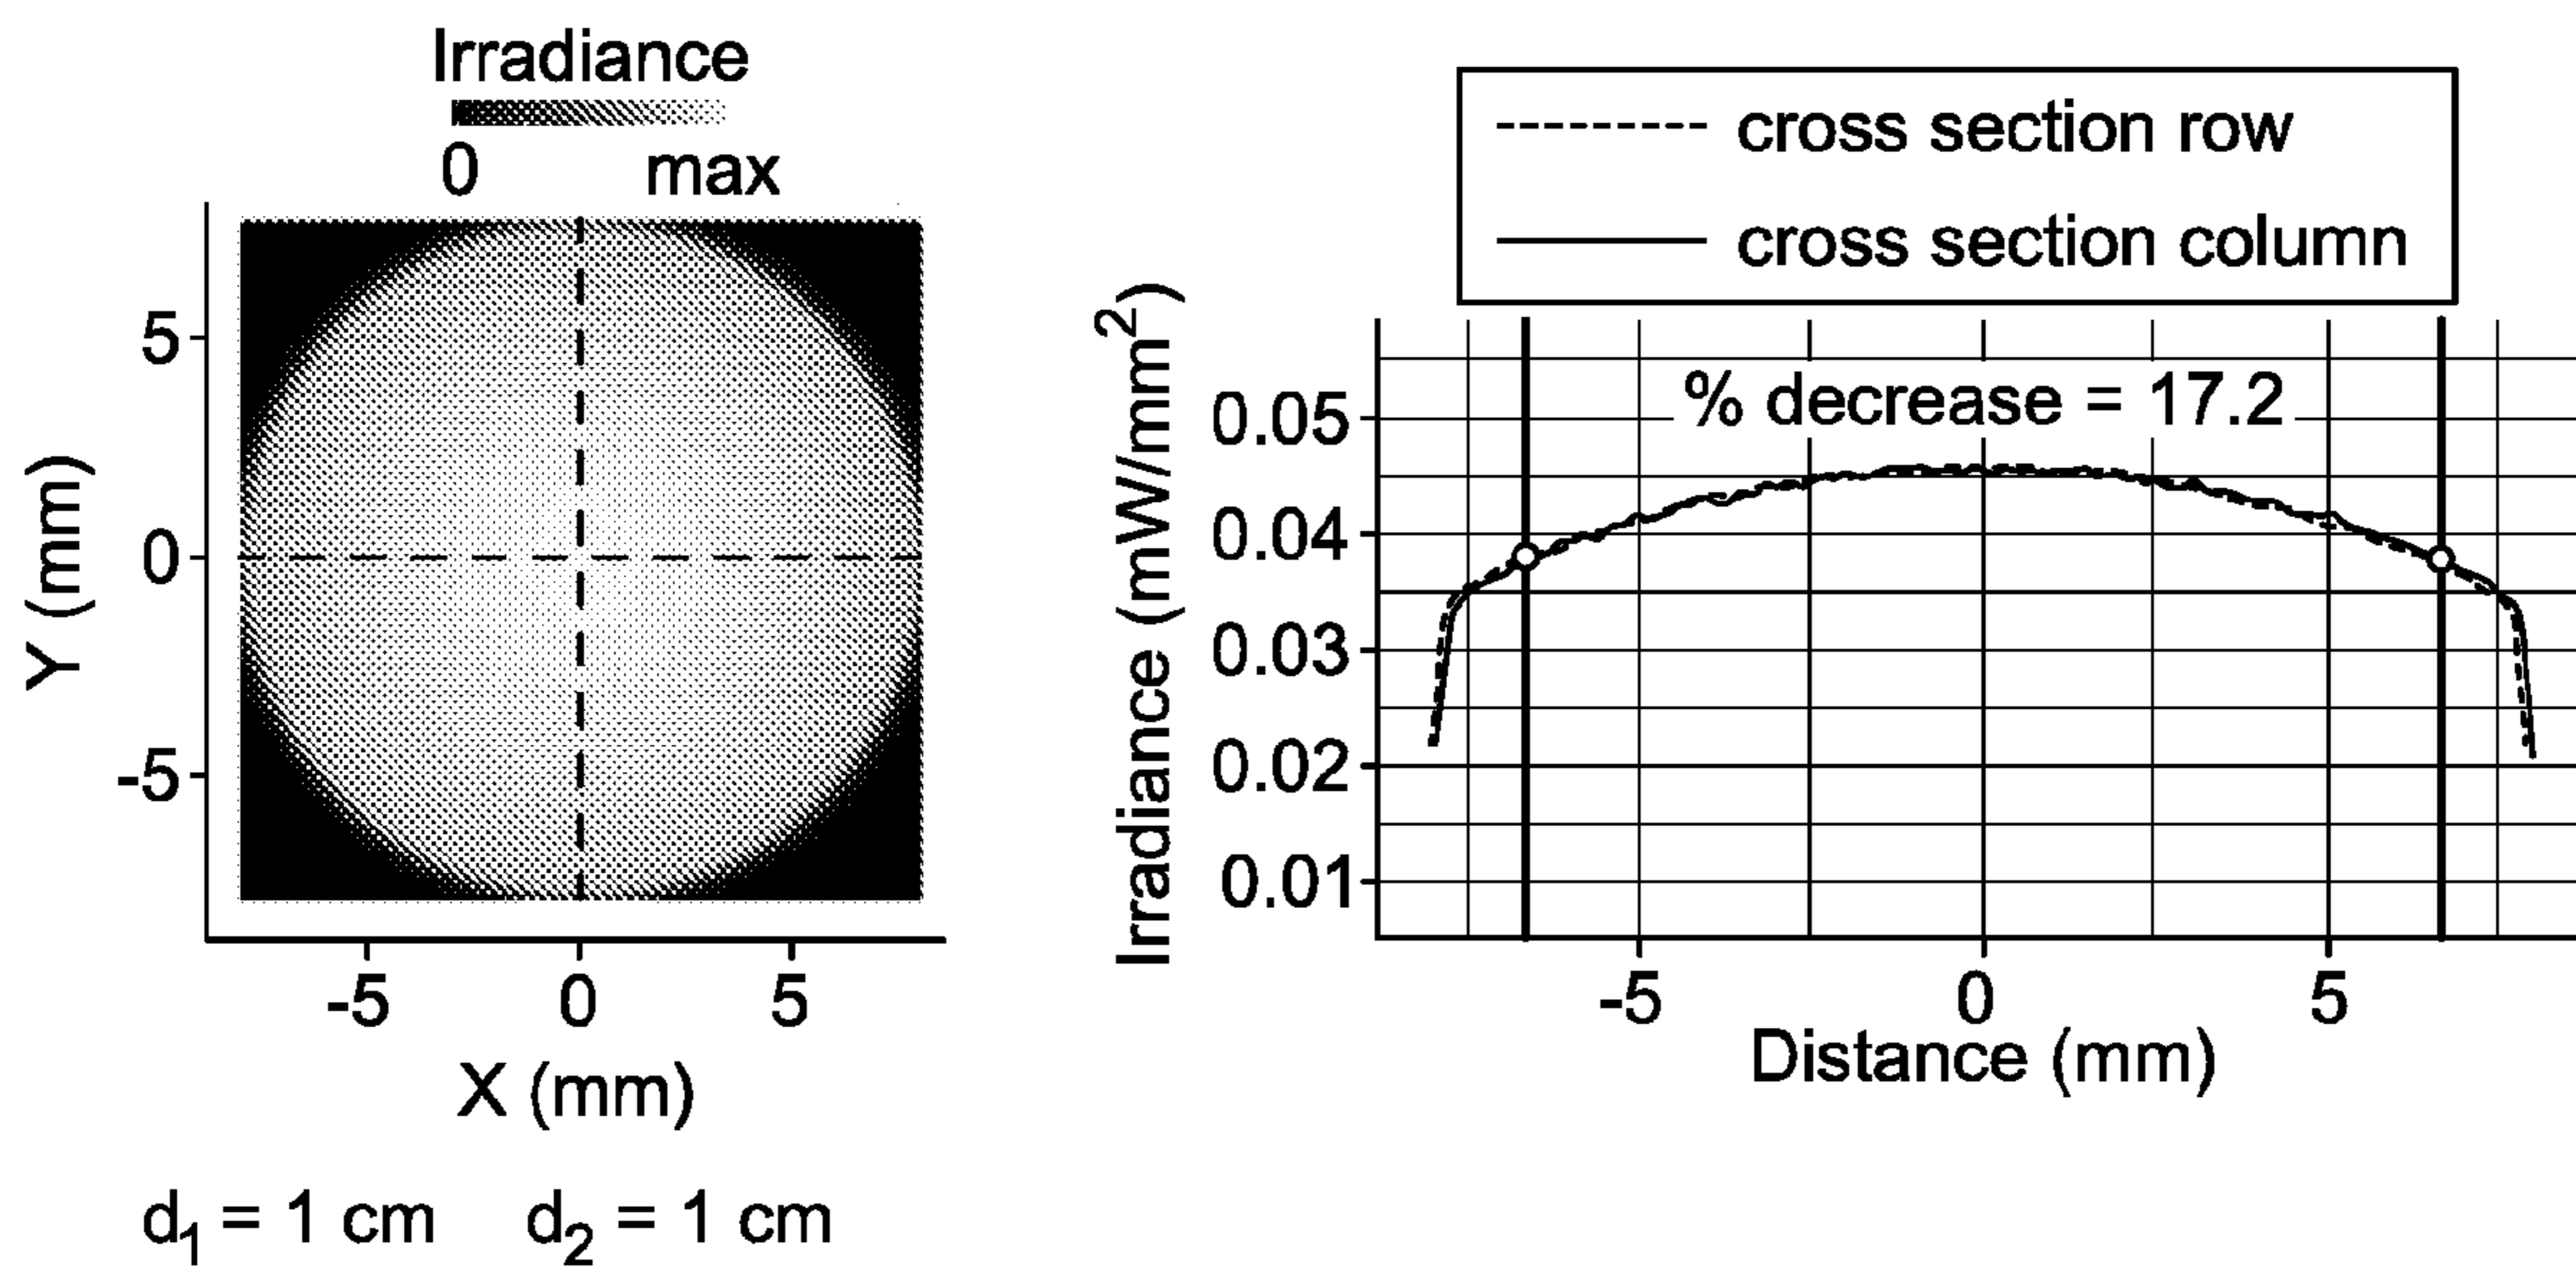 Irradiance
0 max
Y (mm)
5
0
-5
-5 0 5
X (mm)
d1 = 1 cm d2 = 1 cm
cross section row
cross section column
% decrease = 17.2
Irradiance (mW/mm2)
0.05
0.04
0.03
0.02
0.01
-5 0 5
Distance (mm)